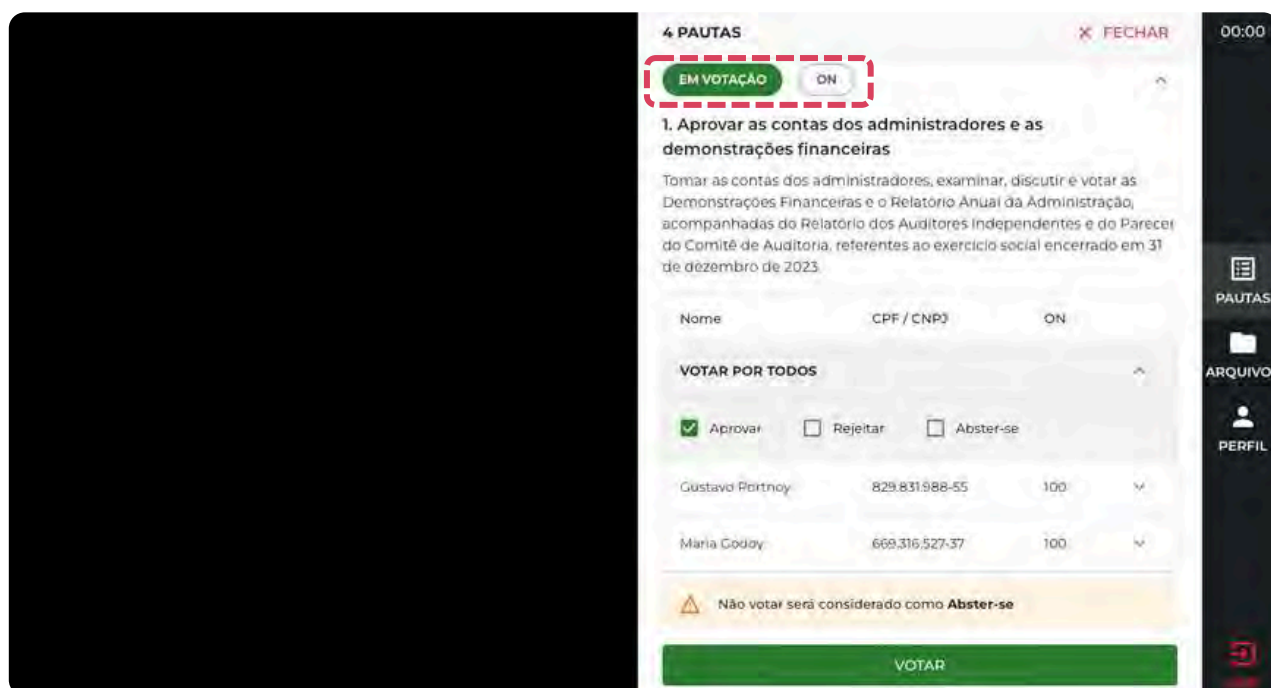 4 PAUTAS
✕ FECHAR
00:00
EM VOTAÇÃO
ON
1. Aprovar as contas dos administradores e as
demonstrações financeiras
Tomar as contas dos administradores, examinar, discutir e votar as
Demonstrações Financeiras e o Relatório Anual da Administração,
acompanhadas do Relatório dos Auditores Independentes e do Parecer
do Comitê de Auditoria, referentes ao exercício social encerrado em 31
de dezembro de 2023.
PAUTAS
Nome CPF / CNPJ ON
ARQUIVO
VOTAR POR TODOS
Aprovar Rejeitar Abster-se
PERFIL
Gustavo Portnoy 829.831.988-55 100
Maria Godoy 669.316.527-37 100
Não votar será considerado como Abster-se
VOTAR